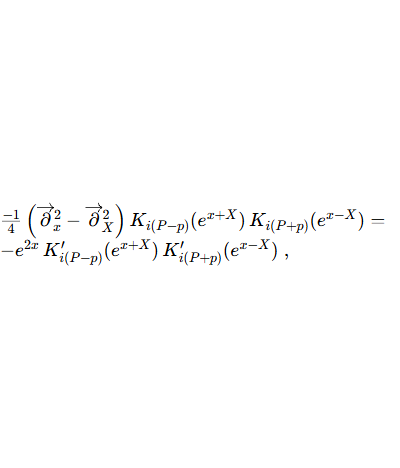 \frac{-1}{4} \left( \overrightarrow{\partial}_x^2 - \overrightarrow{\partial}_X^2 \right) K_{i(P-p)}(e^{x+X}) \, K_{i(P+p)}(e^{x-X}) =
-e^{2x} \, K'_{i(P-p)}(e^{x+X}) \, K'_{i(P+p)}(e^{x-X}) \; ,